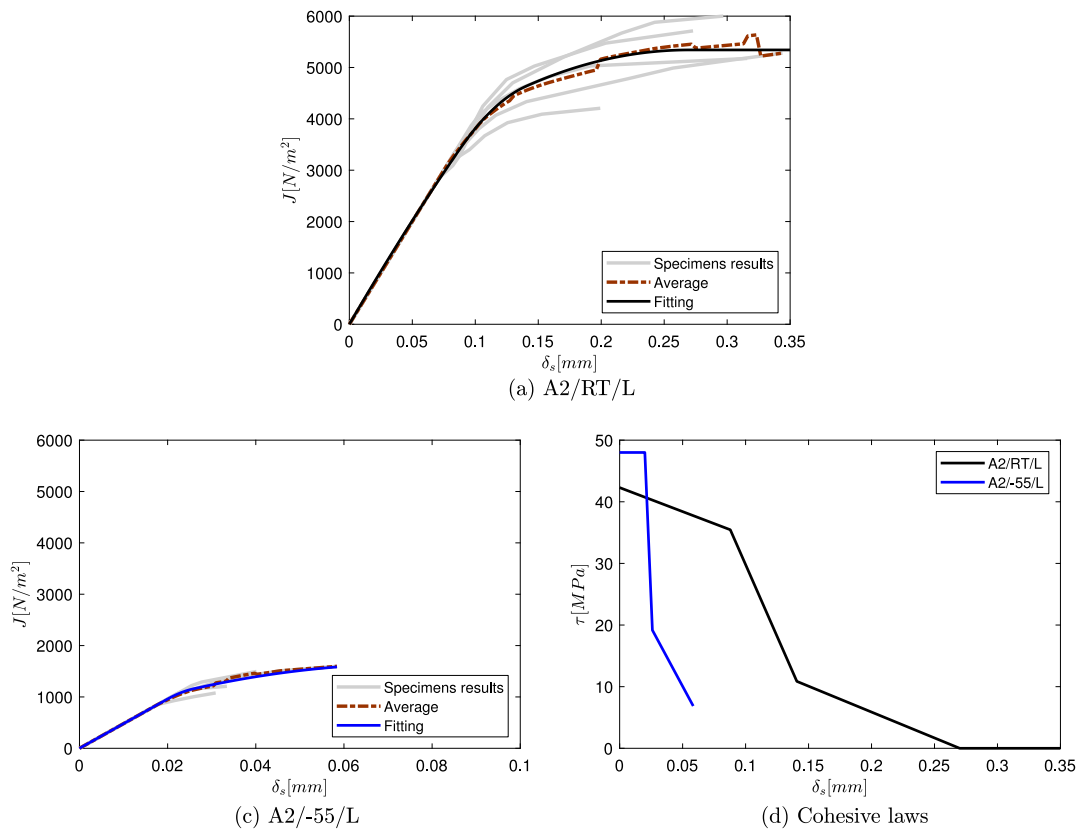 6000
5000
4000
3000
2000
1000
0
J[N/m²]
Specimens results
Average
Fitting
0 0.05 0.1 0.15 0.2 0.25 0.3 0.35
δₛ[mm]
(a) A2/RT/L
6000
5000
4000
3000
2000
1000
0
J[N/m²]
Specimens results
Average
Fitting
0 0.02 0.04 0.06 0.08 0.1
δₛ[mm]
(c) A2/-55/L
50
40
30
20
10
0
τ[MPa]
A2/RT/L
A2/-55/L
0 0.05 0.1 0.15 0.2 0.25 0.3 0.35
δₛ[mm]
(d) Cohesive laws